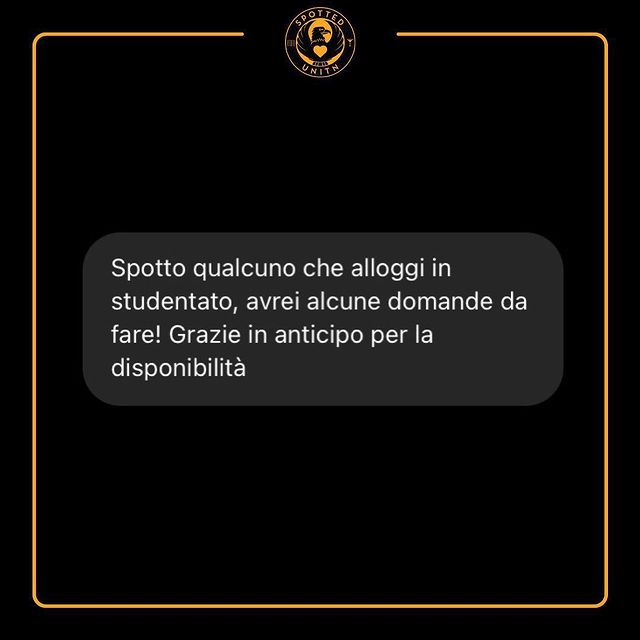 SPOTTED
UNITN
Spotto qualcuno che alloggi in
studentato, avrei alcune domande da
fare! Grazie in anticipo per la
disponibilità